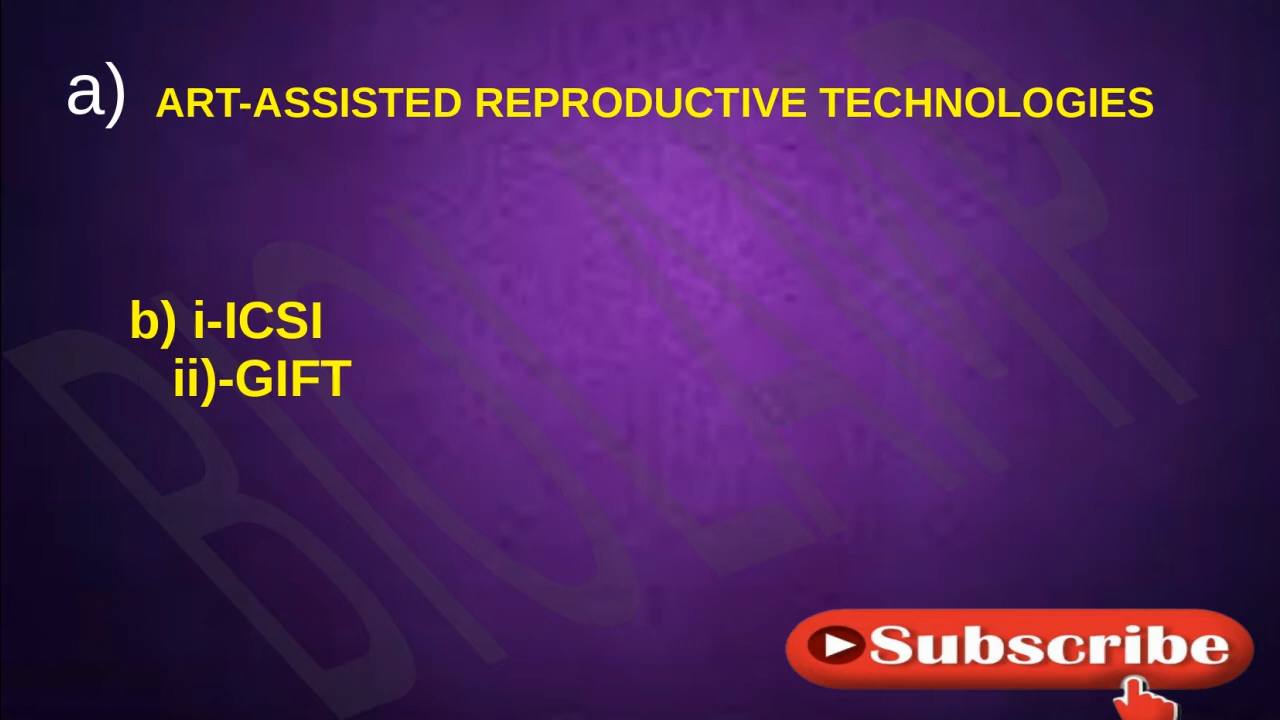 a) ART-ASSISTED REPRODUCTIVE TECHNOLOGIES
b) i-ICSI
ii)-GIFT
Subscribe